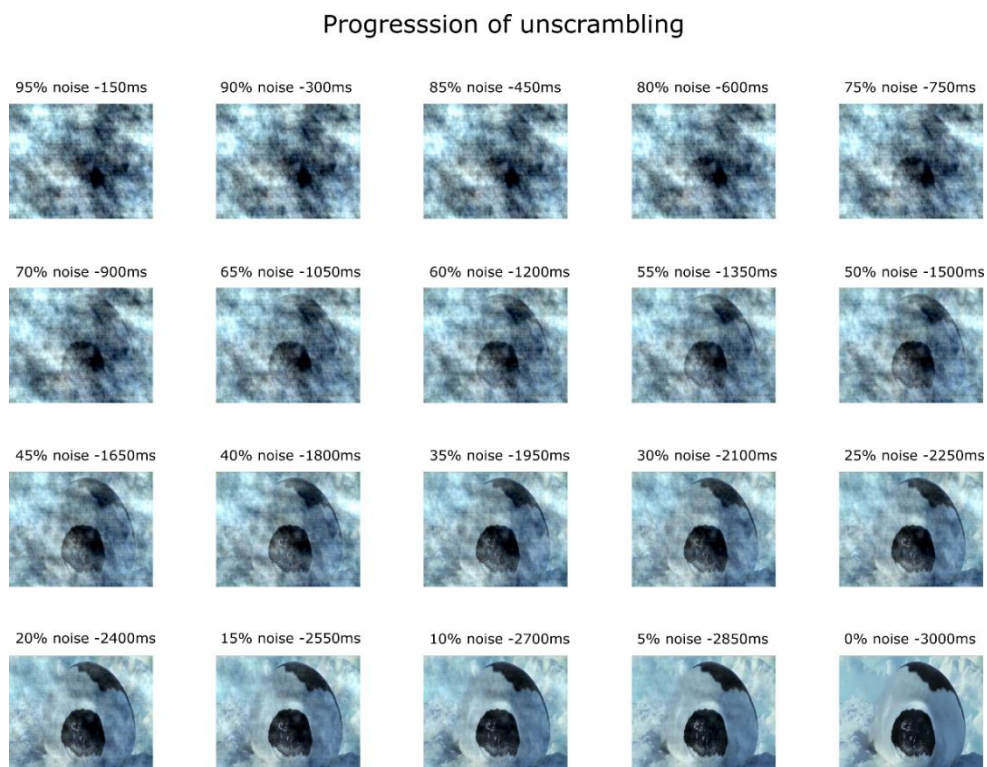 Progresssion of unscrambling
95% noise -150ms
90% noise -300ms
85% noise -450ms
80% noise -600ms
75% noise -750ms
70% noise -900ms
65% noise -1050ms
60% noise -1200ms
55% noise -1350ms
50% noise -1500ms
45% noise -1650ms
40% noise -1800ms
35% noise -1950ms
30% noise -2100ms
25% noise -2250ms
20% noise -2400ms
15% noise -2550ms
10% noise -2700ms
5% noise -2850ms
0% noise -3000ms